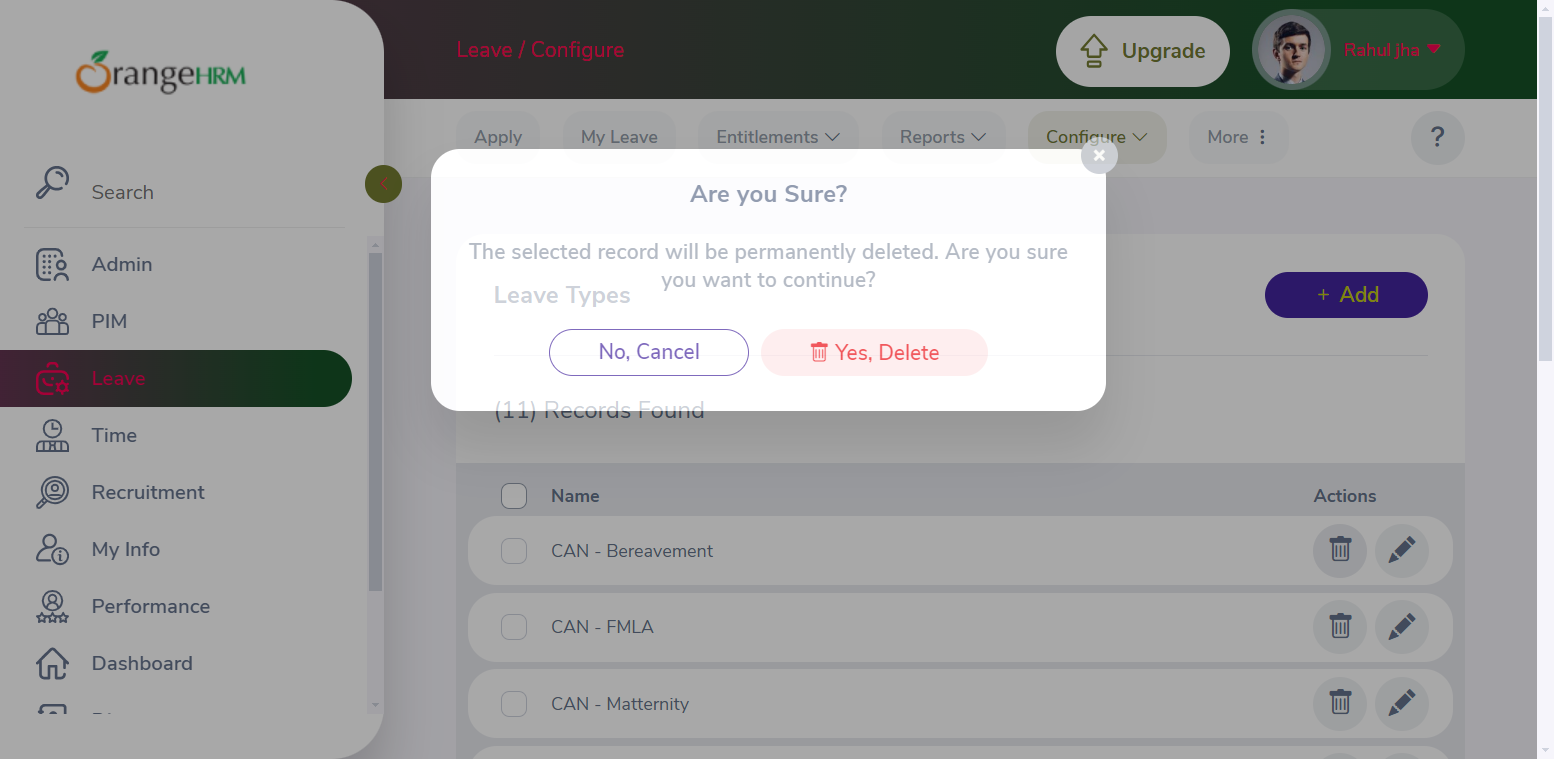 OrangeHRM
Leave / Configure
Upgrade
Rahul jha
Search
Admin
PIM
Leave
Time
Recruitment
My Info
Performance
Dashboard
Apply
My Leave
Entitlements
Reports
Configure
More
?
Are you Sure?
The selected record will be permanently deleted. Are you sure
you want to continue?
No, Cancel
Yes, Delete
Leave Types
+ Add
(11) Records Found
Name
Actions
CAN - Bereavement
CAN - FMLA
CAN - Matternity